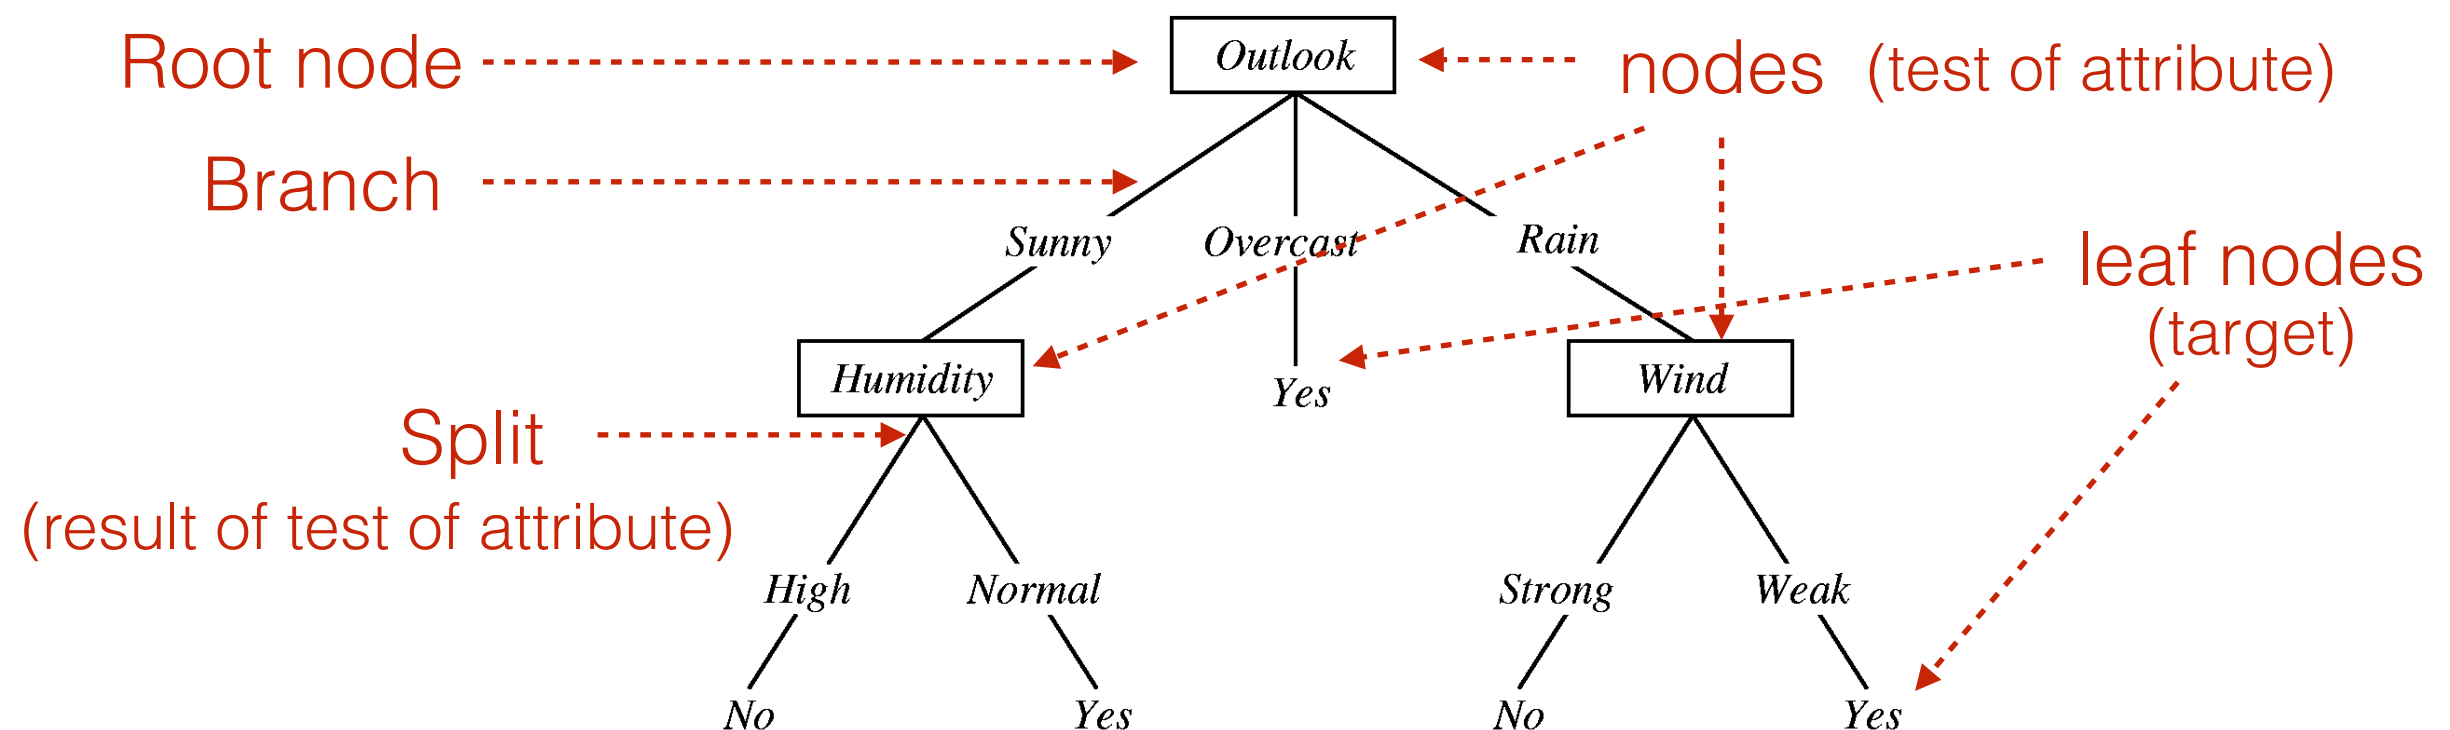 Root node
Outlook
nodes (test of attribute)
Branch
Sunny
Overcast
Rain
leaf nodes
(target)
Humidity
Yes
Wind
Split
(result of test of attribute)
High
Normal
Strong
Weak
No
Yes
No
Yes